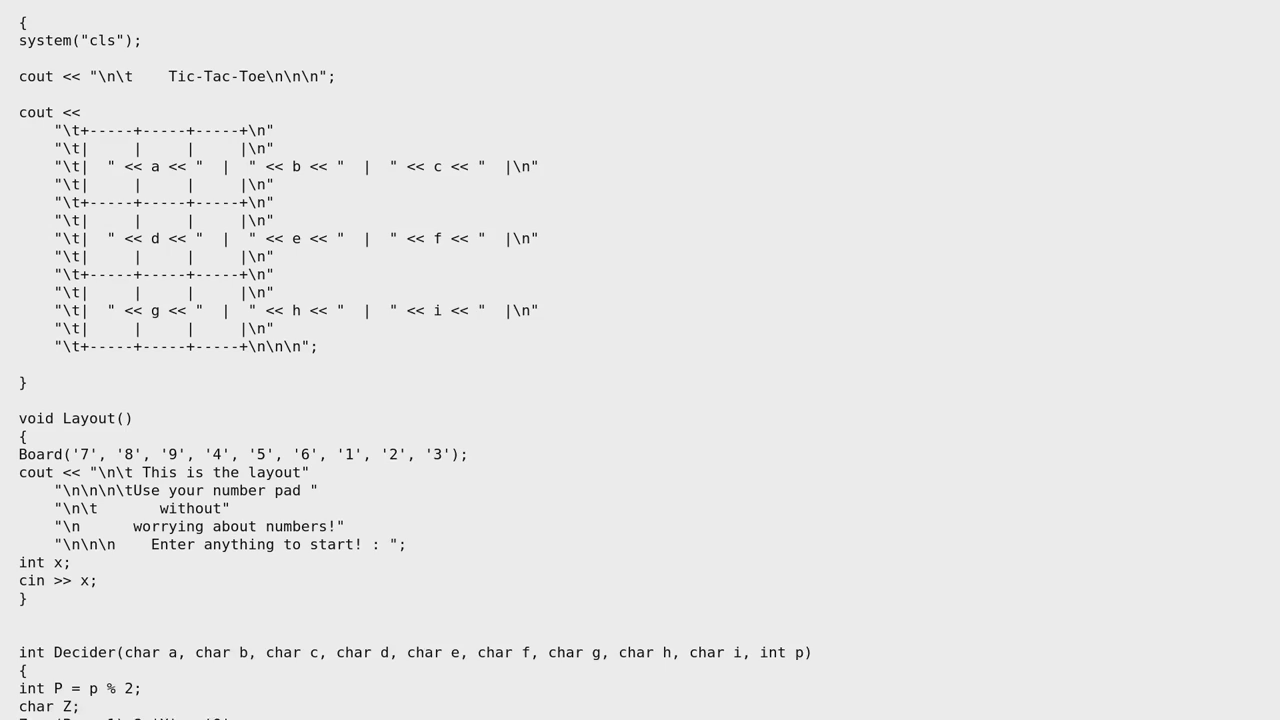 {
system("cls");
cout << "\n\t    Tic-Tac-Toe\n\n\n";
cout <<
    "\t+-----+-----+-----+\n"
    "\t|     |     |     |\n"
    "\t|  " << a << "  |  " << b << "  |  " << c << "  |\n"
    "\t|     |     |     |\n"
    "\t+-----+-----+-----+\n"
    "\t|     |     |     |\n"
    "\t|  " << d << "  |  " << e << "  |  " << f << "  |\n"
    "\t|     |     |     |\n"
    "\t+-----+-----+-----+\n"
    "\t|     |     |     |\n"
    "\t|  " << g << "  |  " << h << "  |  " << i << "  |\n"
    "\t|     |     |     |\n"
    "\t+-----+-----+-----+\n\n\n";
}
void Layout()
{
Board('7', '8', '9', '4', '5', '6', '1', '2', '3');
cout << "\n\t This is the layout"
    "\n\n\n\tUse your number pad "
    "\n\t       without"
    "\n      worrying about numbers!"
    "\n\n\n    Enter anything to start! : ";
int x;
cin >> x;
}
int Decider(char a, char b, char c, char d, char e, char f, char g, char h, char i, int p)
{
int P = p % 2;
char Z;